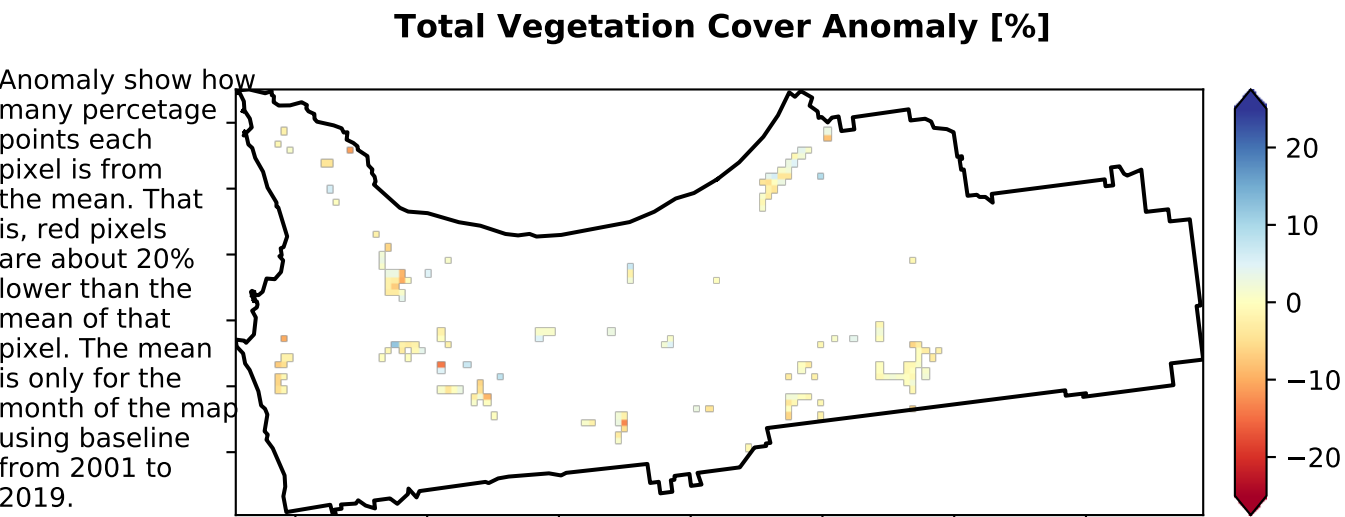 Total Vegetation Cover Anomaly [%]
Anomaly show how
many percetage
points each
pixel is from
the mean. That
is, red pixels
are about 20%
lower than the
mean of that
pixel. The mean
is only for the
month of the map
using baseline
from 2001 to
2019.
20
10
0
−10
−20